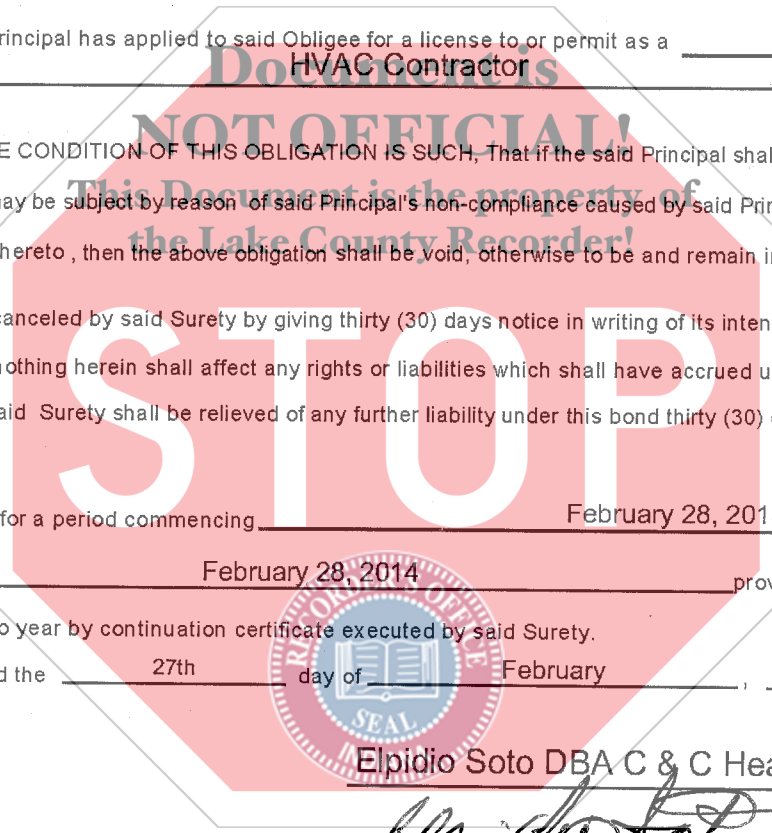 rincipal has applied to said Obligee for a license to or permit as a
Document is
HVAC Contractor
NOT OFFICIAL!
E CONDITION OF THIS OBLIGATION IS SUCH, That if the said Principal shal
This Document is the property of
may be subject by reason of said Principal's non-compliance caused by said Prin
the Lake County Recorder!
hereto , then the above obligation shall be void, otherwise to be and remain i
canceled by said Surety by giving thirty (30) days notice in writing of its inten
nothing herein shall affect any rights or liabilities which shall have accrued u
aid Surety shall be relieved of any further liability under this bond thirty (30)
STOP
for a period commencing February 28, 201
February 28, 2014 prov
o year by continuation certificate executed by said Surety.
d the 27th day of February ,
RECORDER'S OFFICE
SEAL
INDIANA
Elpidio Soto DBA C & C Hea